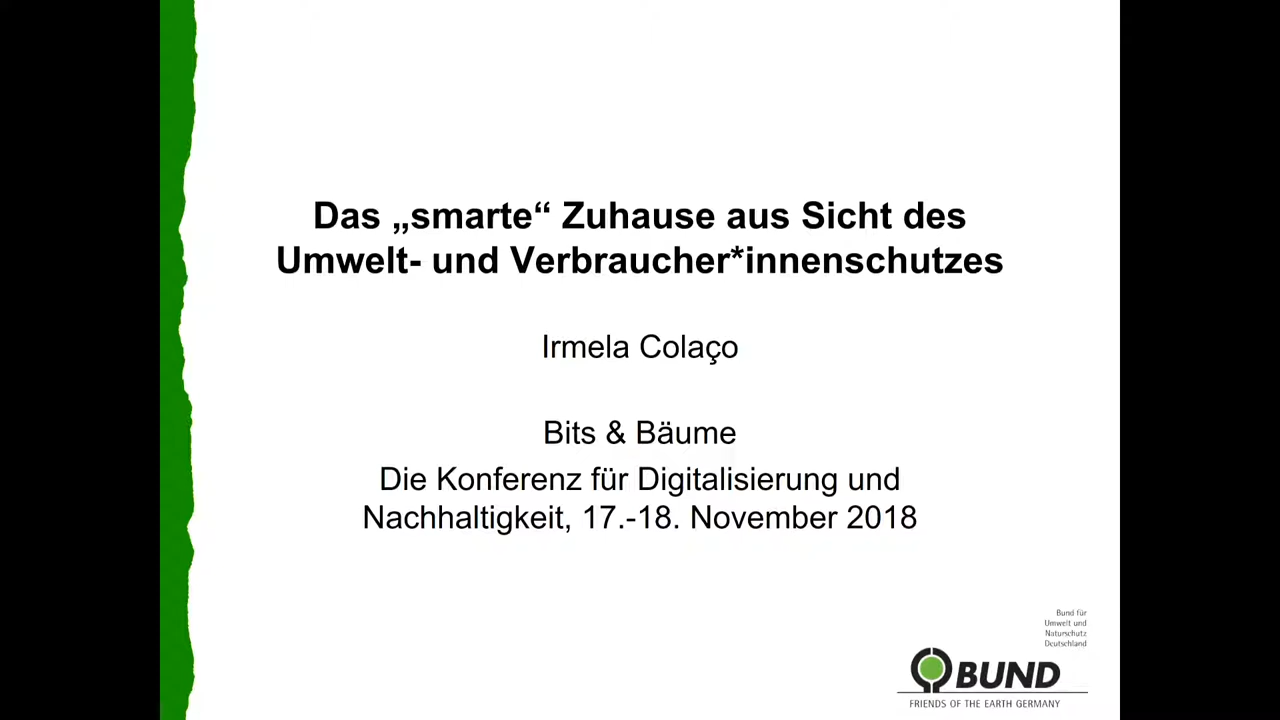 Das „smarte“ Zuhause aus Sicht des
Umwelt- und Verbraucher*innenschutzes
Irmela Colaço
Bits & Bäume
Die Konferenz für Digitalisierung und
Nachhaltigkeit, 17.-18. November 2018
Bund für
Umwelt und
Naturschutz
Deutschland
BUND
FRIENDS OF THE EARTH GERMANY